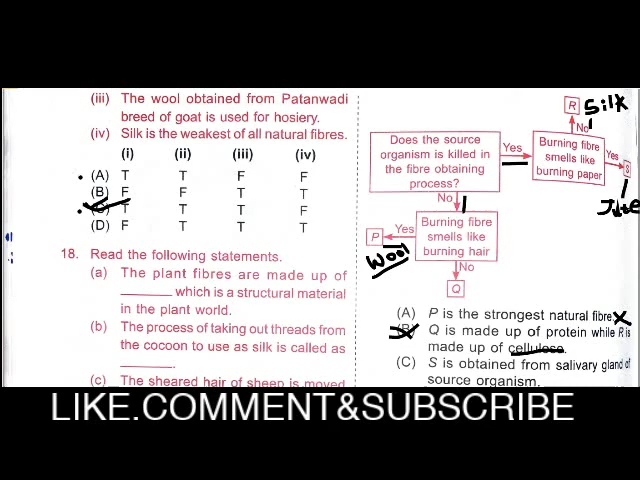 (iii) The wool obtained from Patanwadi
breed of goat is used for hosiery.
(iv) Silk is the weakest of all natural fibres.
(i) (ii) (iii) (iv)
(A) T T F F
(B) F F T T
(C) T T T F
(D) F T T T
18. Read the following statements.
(a) The plant fibres are made up of
________ which is a structural material
in the plant world.
(b) The process of taking out threads from
the cocoon to use as silk is called as
________.
(c) The sheared hair of sheep is moved
R Silk
No
Does the source
organism is killed in
the fibre obtaining
process?
Yes
Burning fibre
smells like
burning paper
Yes
S
Jute
No
Burning fibre
smells like
burning hair
Yes
P
Wool
No
Q
(A) P is the strongest natural fibre.
(B) Q is made up of protein while R is
made up of cellulose.
(C) S is obtained from salivary gland of
source organism.
LIKE.COMMENT&SUBSCRIBE